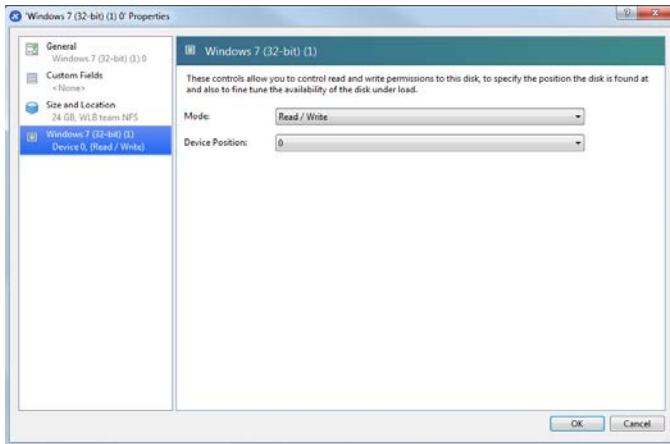 'Windows 7 (32-bit) (1) 0' Properties
General
Windows 7 (32-bit) (1) 0
Custom Fields
<None>
Size and Location
24 GB, WLB team NFS
Windows 7 (32-bit) (1)
Device 0, (Read / Write)
Windows 7 (32-bit) (1)
These controls allow you to control read and write permissions to this disk, to specify the position the disk is found at
and also to fine tune the availability of the disk under load.
Mode: Read / Write
Device Position: 0
OK Cancel